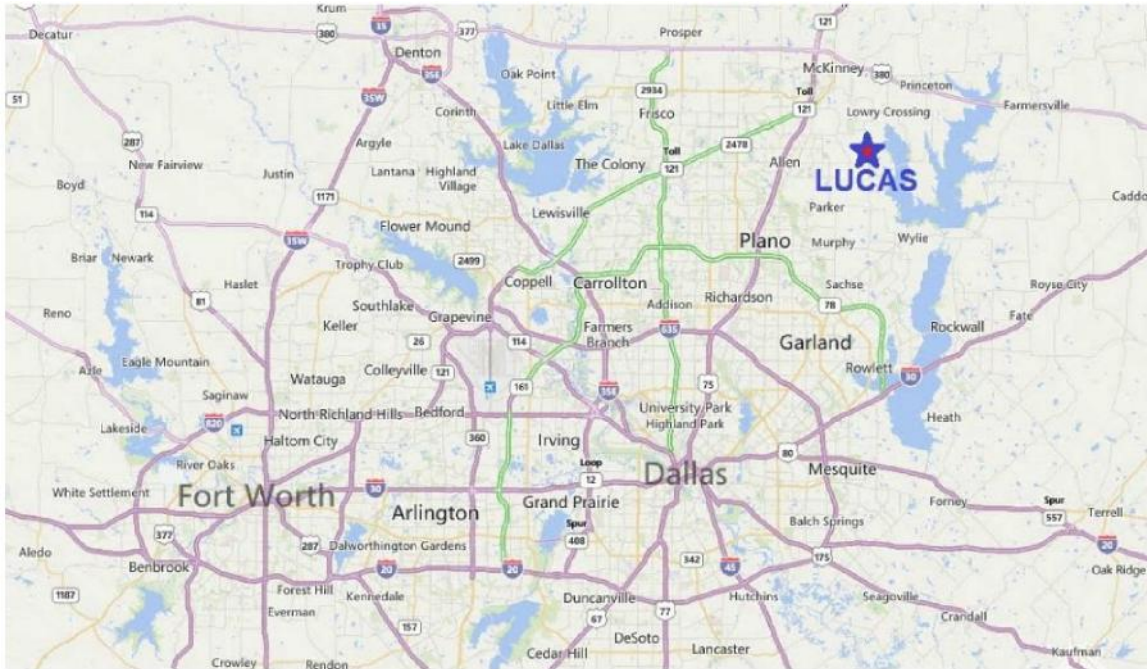 Krum
377
380
35
121
Prosper
Decatur
Denton
McKinney
380
35E
Oak Point
Princeton
51
35W
2934
Toll
121
Farmersville
Corinth
Little Elm
Frisco
Lowry Crossing
287
Argyle
Lake Dallas
Toll
2478
New Fairview
The Colony
121
Allen
Justin
Lantana
Highland
Village
LUCAS
Boyd
1171
Caddo
114
Lewisville
Parker
Flower Mound
35W
Plano
Murphy
Wylie
Briar
Newark
Trophy Club
2499
Haslet
Coppell
Carrollton
Sachse
Royse City
81
Southlake
Addison
Richardson
78
Reno
Grapevine
Keller
Farmers
Branch
635
Fate
26
114
Garland
Rockwall
Eagle Mountain
Colleyville
Azle
Watauga
121
161
Rowlett
30
Saginaw
35E
75
North Richland Hills
Bedford
University Park
Highland Park
Heath
820
Lakeside
Haltom City
360
Irving
80
River Oaks
Loop
12
Dallas
Mesquite
White Settlement
Fort Worth
30
Grand Prairie
Forney
Spur
557
Arlington
Spur
408
Balch Springs
Terrell
377
287
Dalworthington Gardens
342
175
20
Aledo
Benbrook
20
20
45
Oak Ridge
1187
Forest Hill
Kennedale
Duncanville
Hutchins
Seagoville
Everman
67
77
Crandall
157
DeSoto
Crowley
Rendon
Cedar Hill
Lancaster
Kaufman